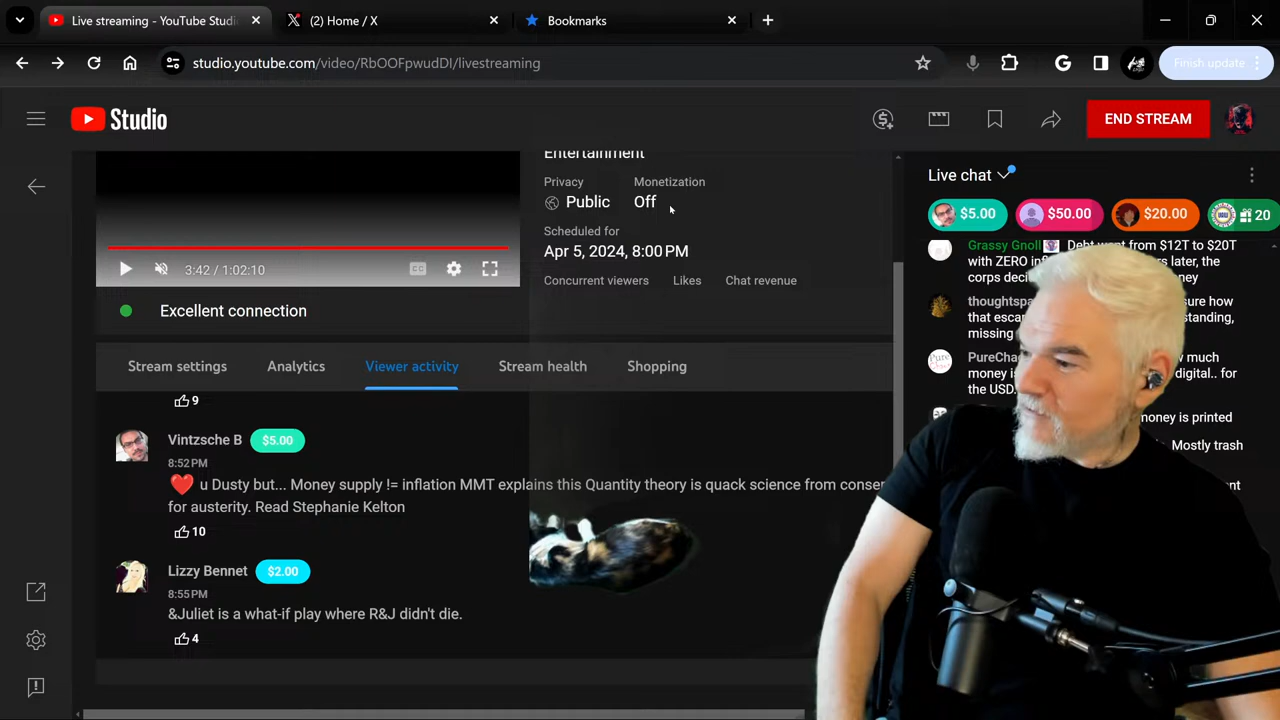 Live streaming - YouTube Studi
(2) Home / X
Bookmarks
studio.youtube.com/video/RbOOFpwudDI/livestreaming
Finish update
Studio
END STREAM
Entertainment
Privacy
Monetization
Public
Off
Scheduled for
Apr 5, 2024, 8:00 PM
Concurrent viewers
Likes
Chat revenue
3:42 / 1:02:10
CC
Excellent connection
Stream settings
Analytics
Viewer activity
Stream health
Shopping
9
Vintzsche B $5.00
8:52 PM
❤️ u Dusty but... Money supply != inflation MMT explains this Quantity theory is quack science from conser
for austerity. Read Stephanie Kelton
10
Lizzy Bennet $2.00
8:55 PM
&Juliet is a what-if play where R&J didn't die.
4
Live chat
$5.00
$50.00
$20.00
20
Grassy Gnoll Debt went from $12T to $20T
with ZERO
later, the
corps deci
thoughtspa
sure how
that escap
standing,
missing
PureCha
much
money is
digital.. for
the USD.
money is printed
Mostly trash